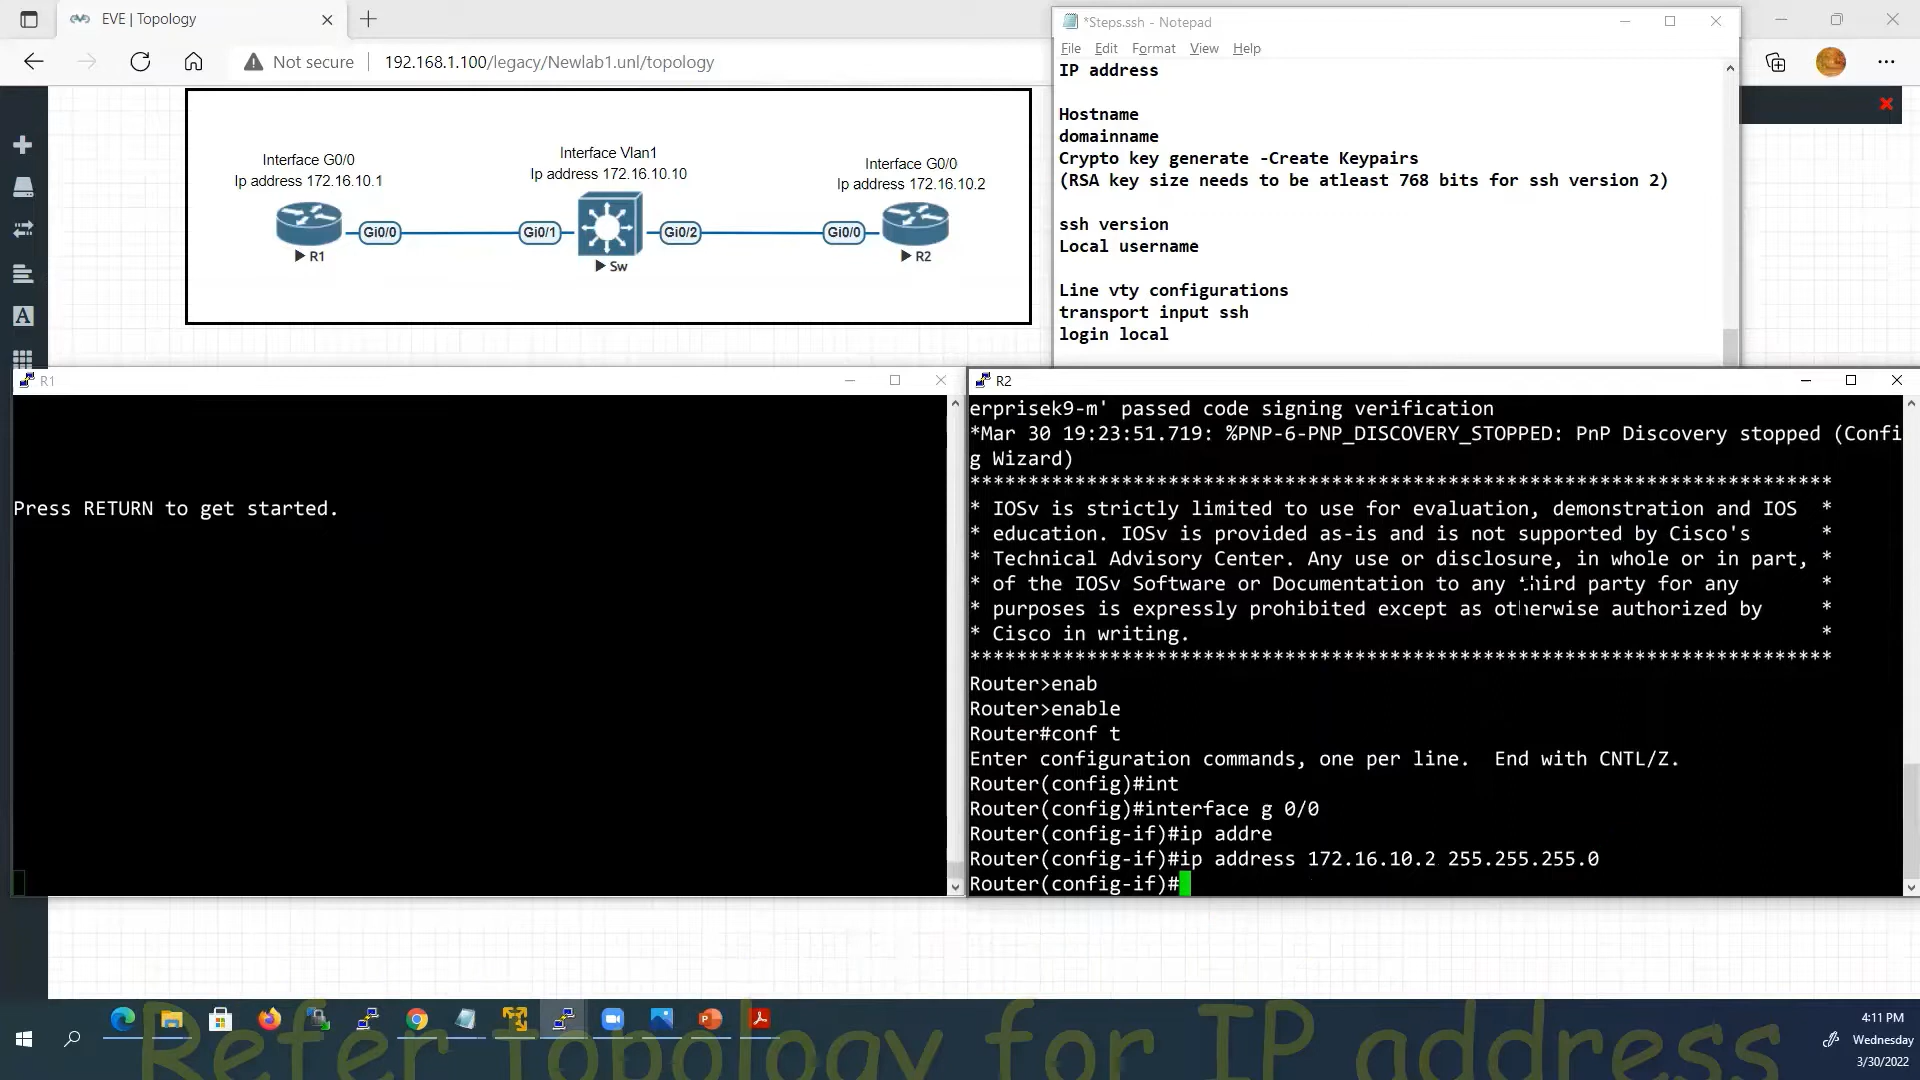 EVE | Topology
Not secure
192.168.1.100/legacy/Newlab1.unl/topology
*Steps.ssh - Notepad
File Edit Format View Help
IP address
Hostname
domainname
Crypto key generate -Create Keypairs
(RSA key size needs to be atleast 768 bits for ssh version 2)
ssh version
Local username
Line vty configurations
transport input ssh
login local
Interface G0/0
Ip address 172.16.10.1
Interface Vlan1
Ip address 172.16.10.10
Interface G0/0
Ip address 172.16.10.2
Gi0/0
Gi0/1
Gi0/2
Gi0/0
R1
Sw
R2
R1
Press RETURN to get started.
R2
erprisek9-m' passed code signing verification
*Mar 30 19:23:51.719: %PNP-6-PNP_DISCOVERY_STOPPED: PnP Discovery stopped (Confi
g Wizard)
**************************************************************************
* IOSv is strictly limited to use for evaluation, demonstration and IOS *
* education. IOSv is provided as-is and is not supported by Cisco's *
* Technical Advisory Center. Any use or disclosure, in whole or in part, *
* of the IOSv Software or Documentation to any third party for any *
* purposes is expressly prohibited except as otherwise authorized by *
* Cisco in writing. *
**************************************************************************
Router>enab
Router>enable
Router#conf t
Enter configuration commands, one per line. End with CNTL/Z.
Router(config)#int
Router(config)#interface g 0/0
Router(config-if)#ip addre
Router(config-if)#ip address 172.16.10.2 255.255.255.0
Router(config-if)#
Refer topology for IP address
4:11 PM
Wednesday
3/30/2022